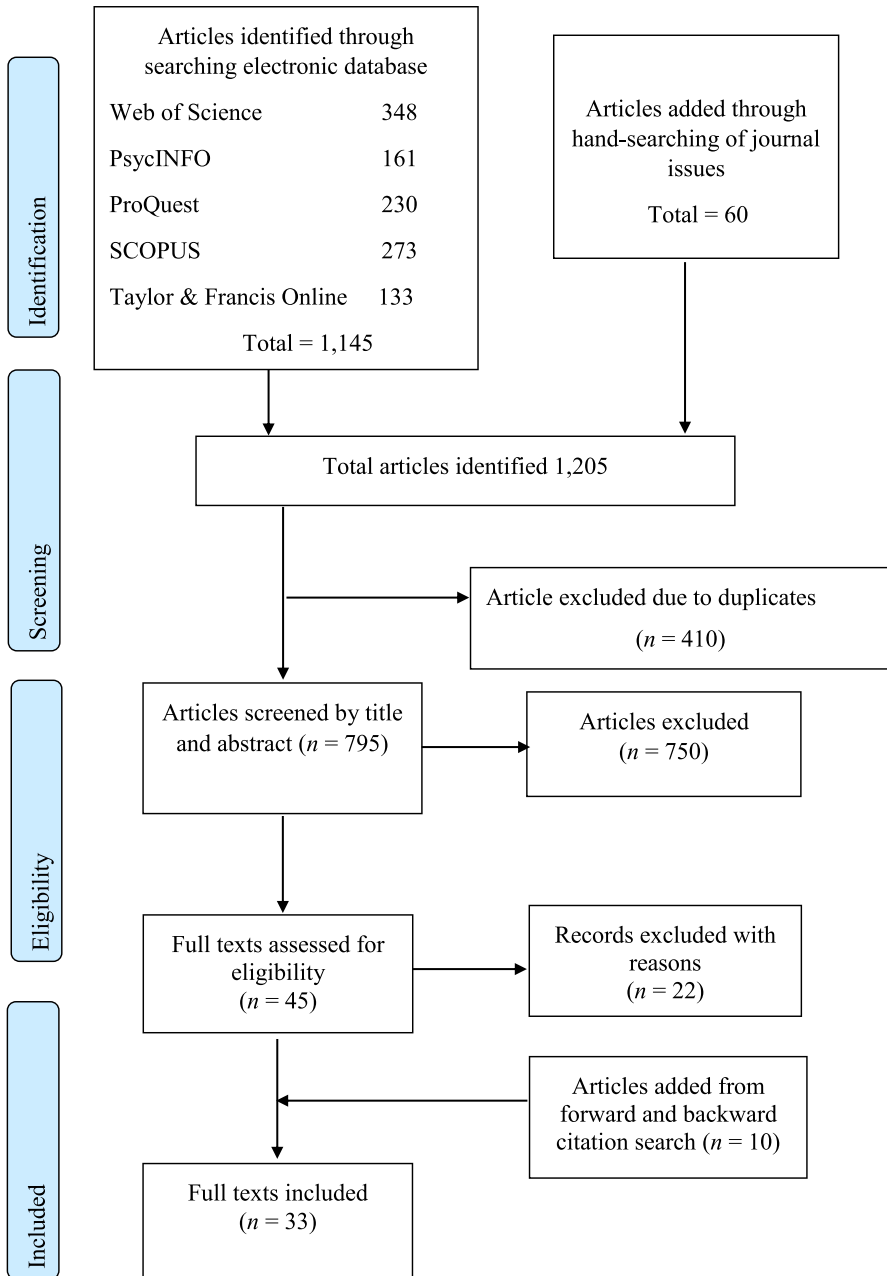 Identification
Articles identified through
searching electronic database
Web of Science 348
PsycINFO 161
ProQuest 230
SCOPUS 273
Taylor & Francis Online 133
Total = 1,145
Articles added through
hand-searching of journal
issues
Total = 60
Screening
Total articles identified 1,205
Article excluded due to duplicates
(n = 410)
Eligibility
Articles screened by title
and abstract (n = 795)
Articles excluded
(n = 750)
Full texts assessed for
eligibility
(n = 45)
Records excluded with
reasons
(n = 22)
Included
Articles added from
forward and backward
citation search (n = 10)
Full texts included
(n = 33)